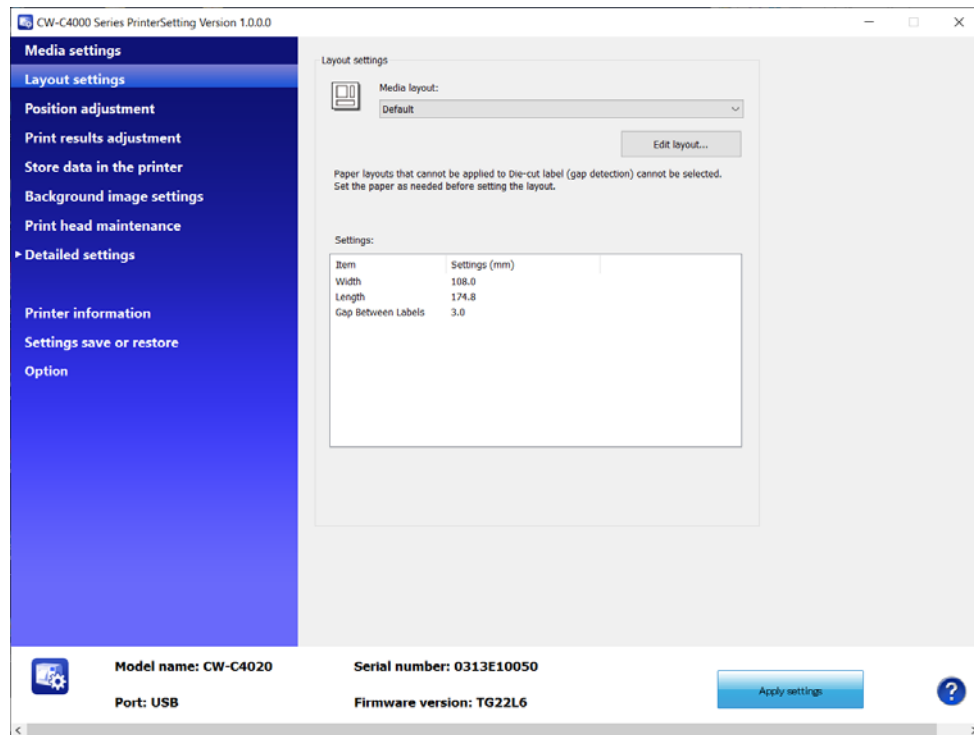 CW-C4000 Series PrinterSetting Version 1.0.0.0
Media settings
Layout settings
Position adjustment
Print results adjustment
Store data in the printer
Background image settings
Print head maintenance
Detailed settings
Printer information
Settings save or restore
Option
Layout settings
Media layout:
Default
Edit layout...
Paper layouts that cannot be applied to Die-cut label (gap detection) cannot be selected.
Set the paper as needed before setting the layout.
Settings:
Item Settings (mm)
Width 108.0
Length 174.8
Gap Between Labels 3.0
Model name: CW-C4020 Serial number: 0313E10050
Port: USB Firmware version: TG22L6
Apply settings
?